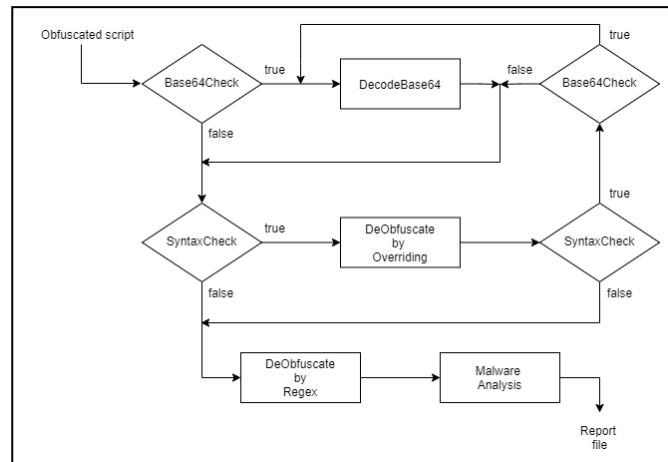 Obfuscated script
true
Base64Check
true
DecodeBase64
false
Base64Check
false
true
SyntaxCheck
true
DeObfuscate
by
Overriding
SyntaxCheck
false
false
DeObfuscate
by
Regex
Malware
Analysis
Report
file